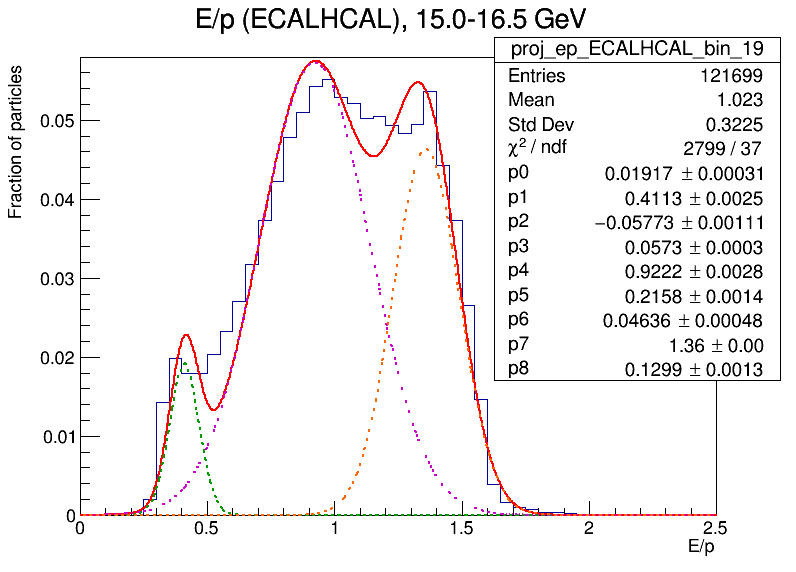 E/p (ECALHCAL), 15.0-16.5 GeV
proj_ep_ECALHCAL_bin_19
Entries 121699
Mean 1.023
Std Dev 0.3225
χ² / ndf 2799 / 37
p0 0.01917 ± 0.00031
p1 0.4113 ± 0.0025
p2 −0.05773 ± 0.00111
p3 0.0573 ± 0.0003
p4 0.9222 ± 0.0028
p5 0.2158 ± 0.0014
p6 0.04636 ± 0.00048
p7 1.36 ± 0.00
p8 0.1299 ± 0.0013
Fraction of particles
0.05
0.04
0.03
0.02
0.01
0
0 0.5 1 1.5 2 2.5
E/p